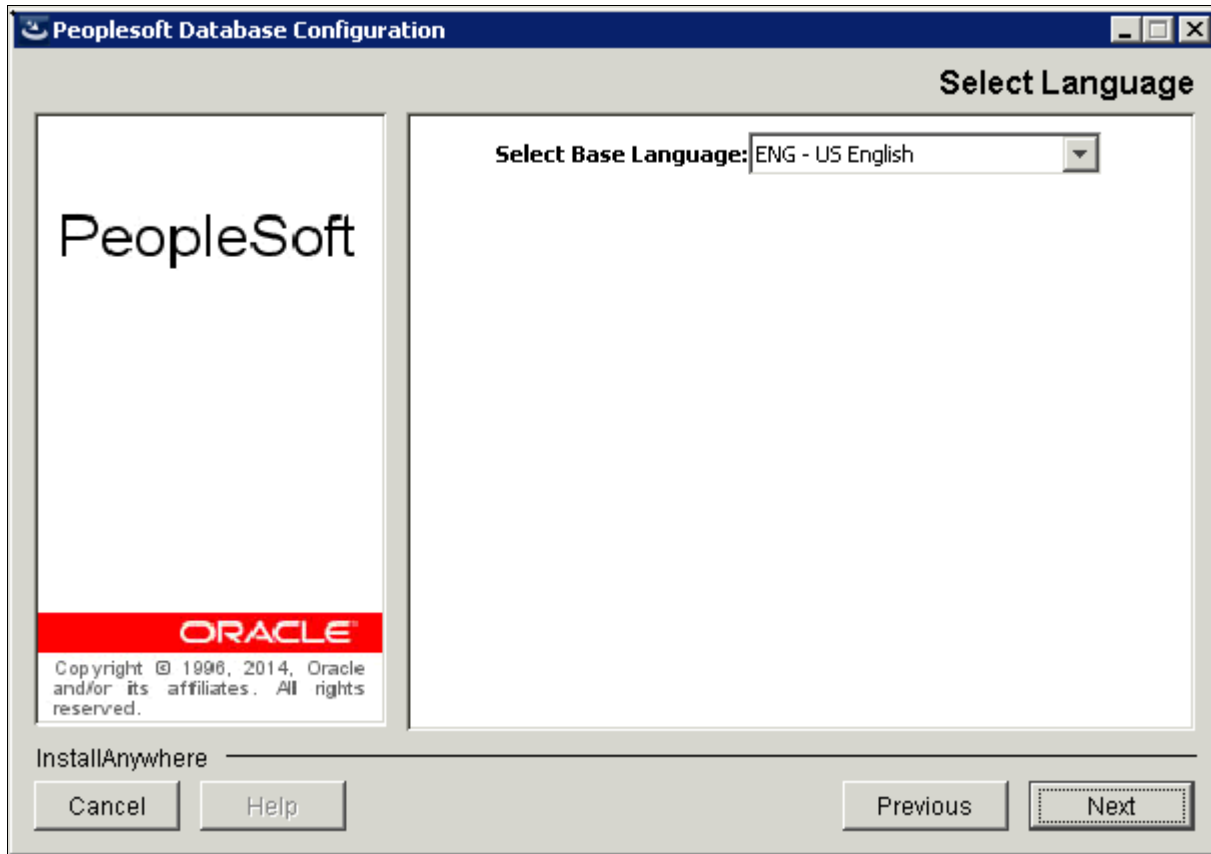 Peoplesoft Database Configuration
Select Language
Select Base Language: ENG - US English
PeopleSoft
ORACLE
Copyright © 1996, 2014, Oracle
and/or its affiliates. All rights
reserved.
InstallAnywhere
Cancel Help Previous Next